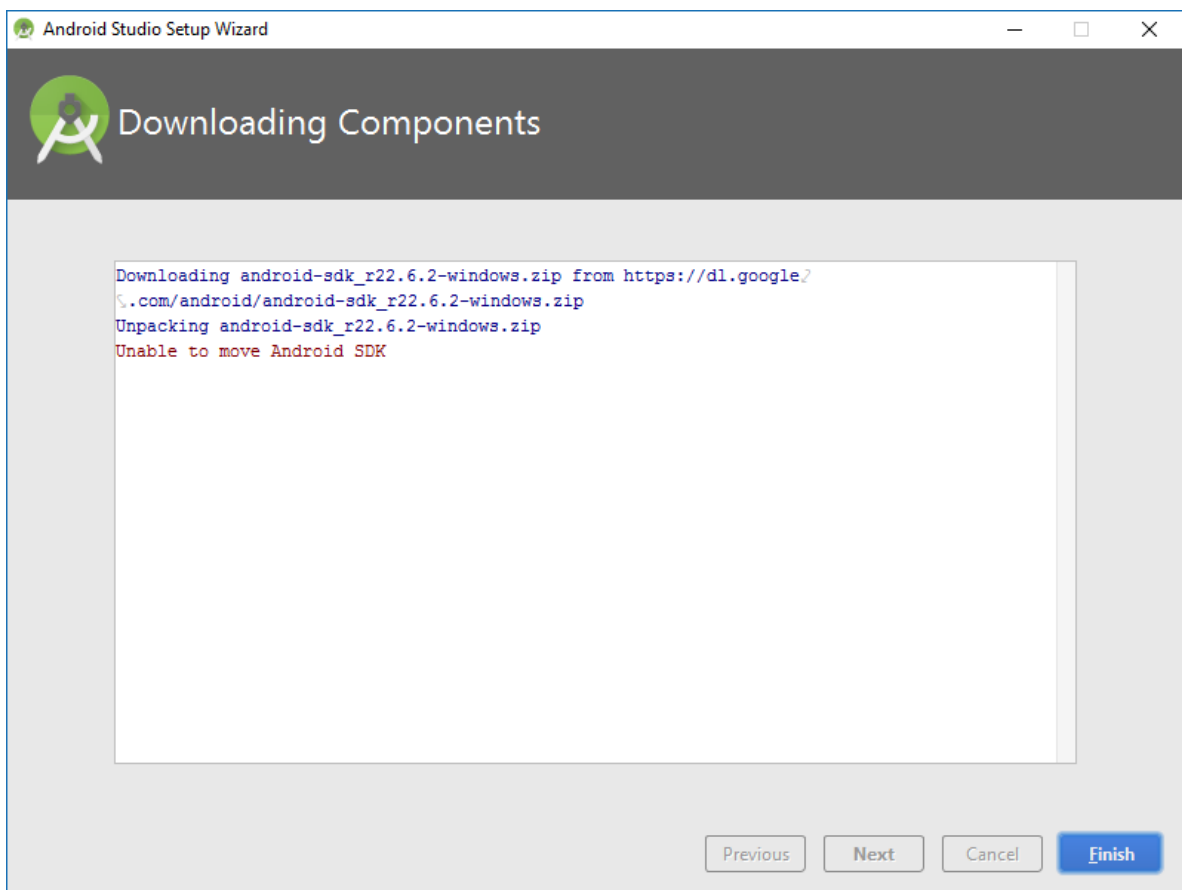 Android Studio Setup Wizard
Downloading Components
Downloading android-sdk_r22.6.2-windows.zip from https://dl.google
.com/android/android-sdk_r22.6.2-windows.zip
Unpacking android-sdk_r22.6.2-windows.zip
Unable to move Android SDK
Previous Next Cancel Finish